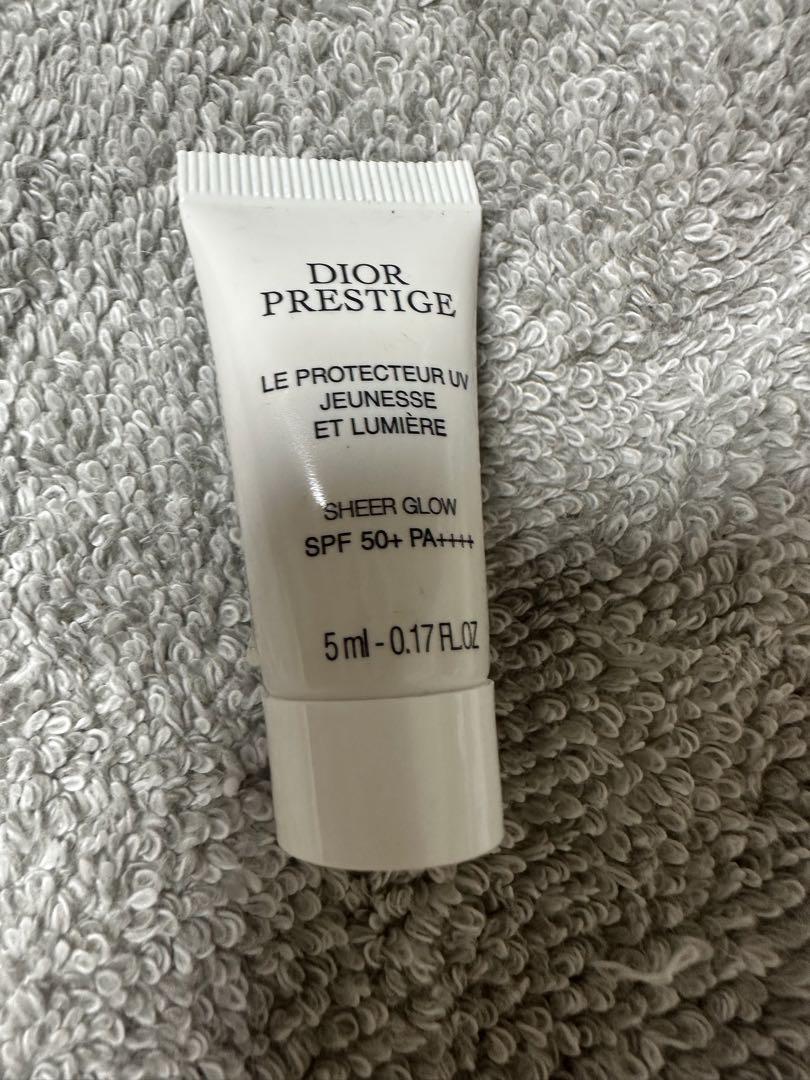 DIOR
PRESTIGE
LE PROTECTEUR UV
JEUNESSE
ET LUMIÈRE
SHEER GLOW
SPF 50+ PA++++
5 ml - 0.17 FL.OZ